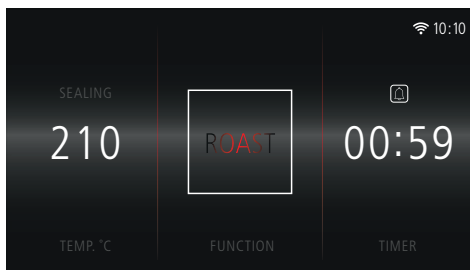 10:10
SEALING
210
ROAST
00:59
TEMP. °C
FUNCTION
TIMER